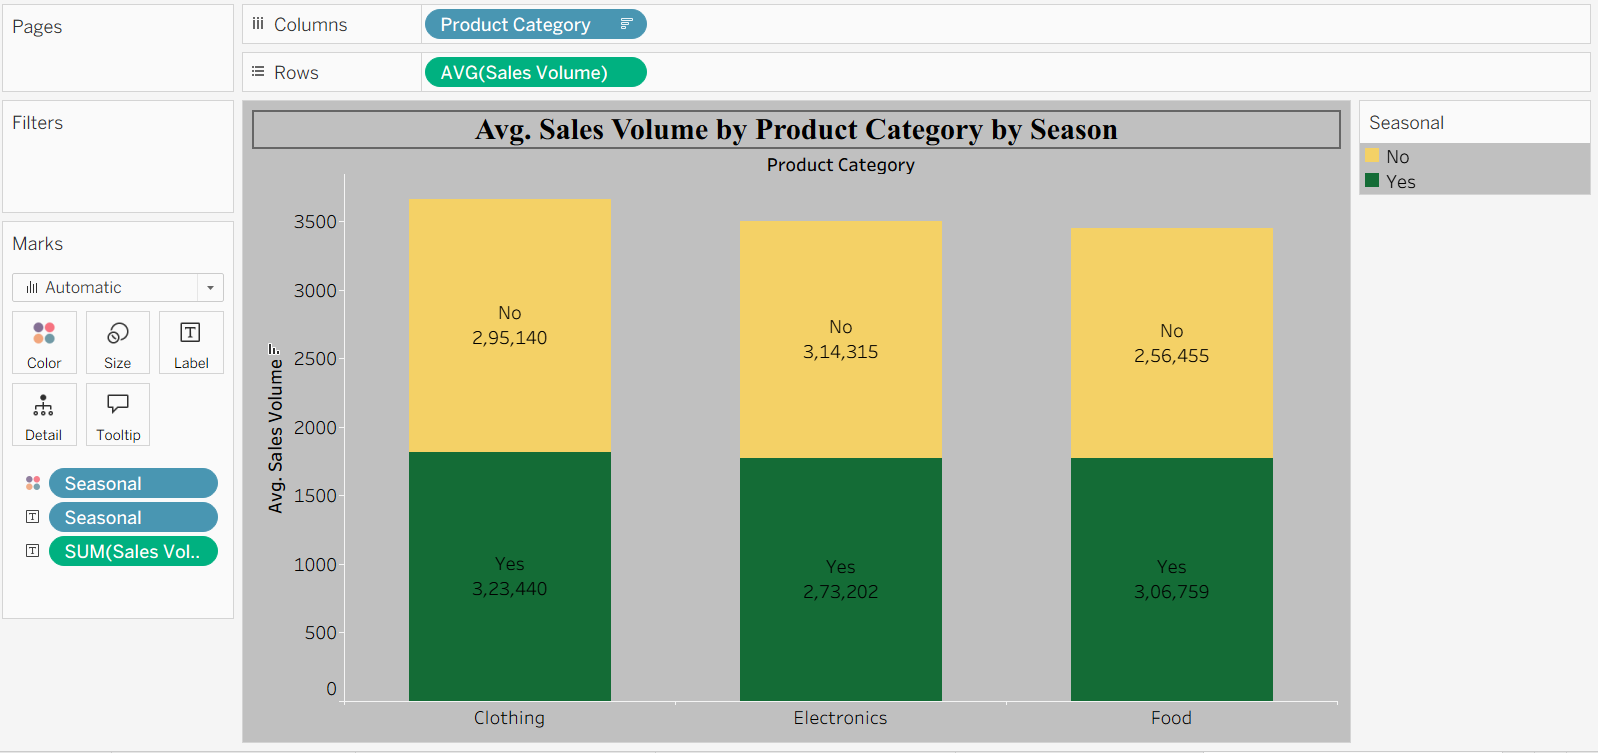 Pages
Filters
Marks
Automatic
Color
Size
Label
Detail
Tooltip
Seasonal
Seasonal
SUM(Sales Vol..
Columns
Product Category
Rows
AVG(Sales Volume)
Avg. Sales Volume by Product Category by Season
Product Category
Avg. Sales Volume
3500
3000
2500
2000
1500
1000
500
0
No
2,95,140
Yes
3,23,440
No
3,14,315
Yes
2,73,202
No
2,56,455
Yes
3,06,759
Clothing
Electronics
Food
Seasonal
No
Yes